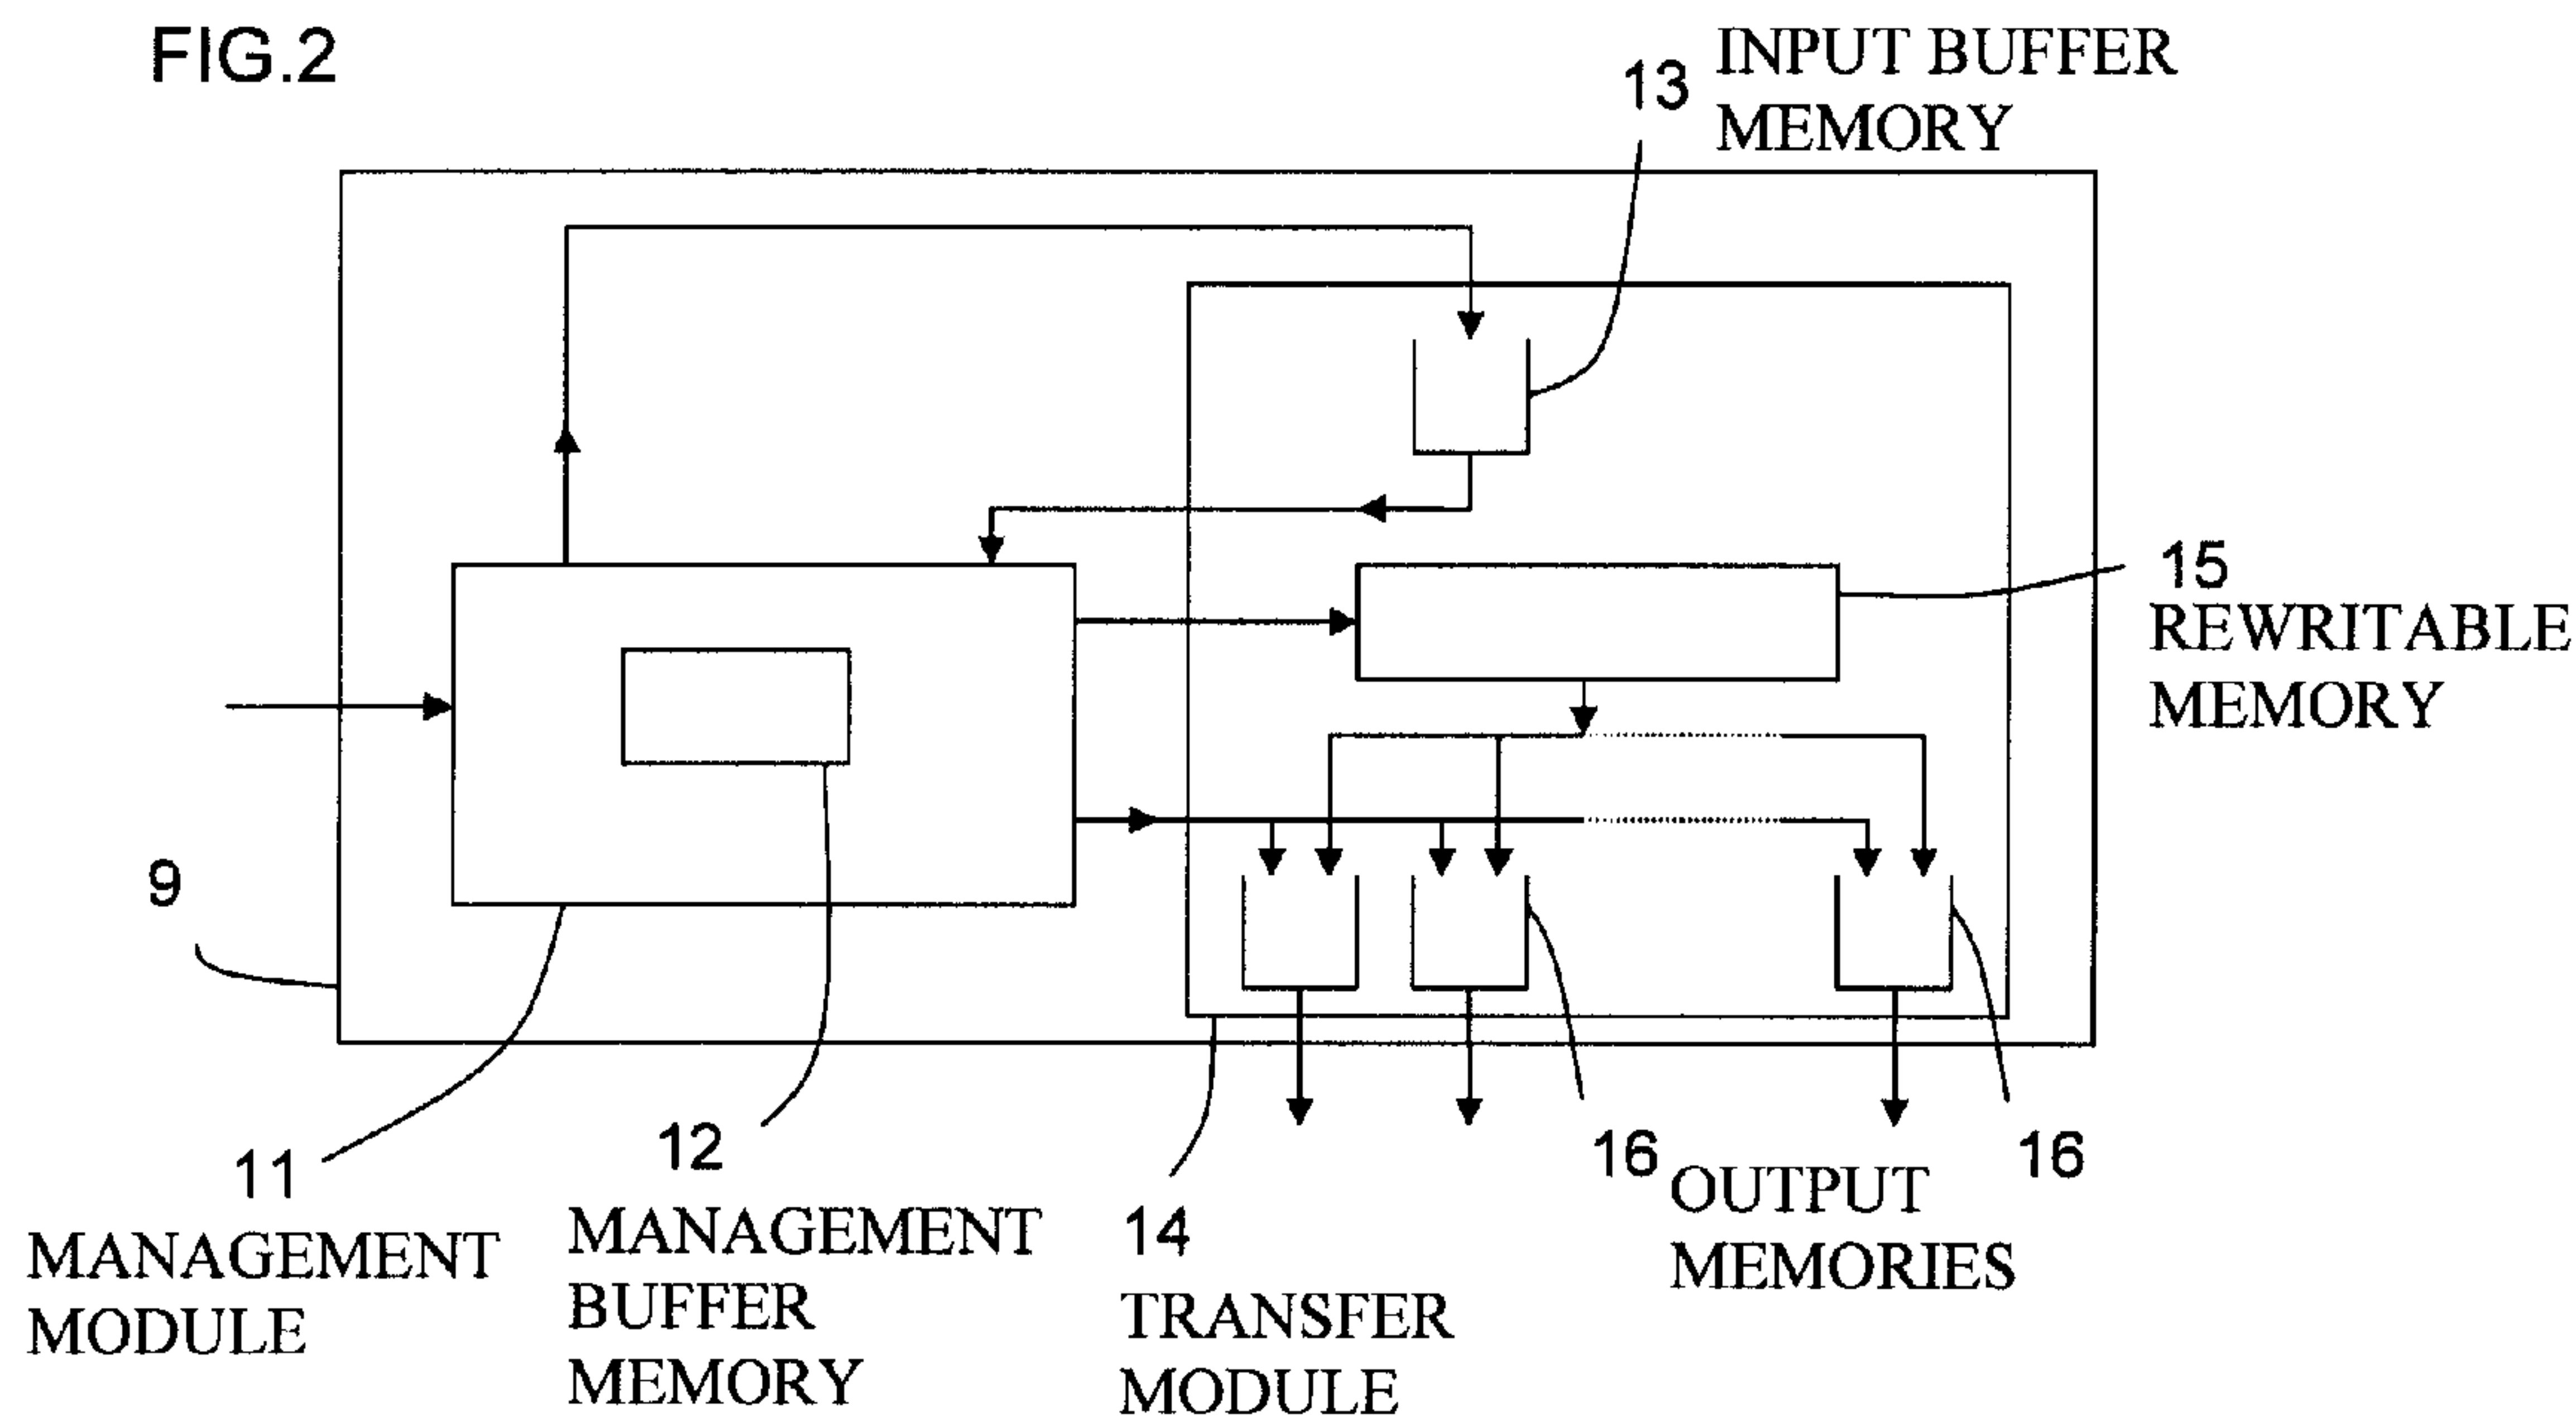 FIG.2
13
INPUT BUFFER
MEMORY
15
REWRITABLE
MEMORY
9
11
MANAGEMENT
MODULE
12
MANAGEMENT
BUFFER
MEMORY
14
TRANSFER
MODULE
16
OUTPUT
MEMORIES
16